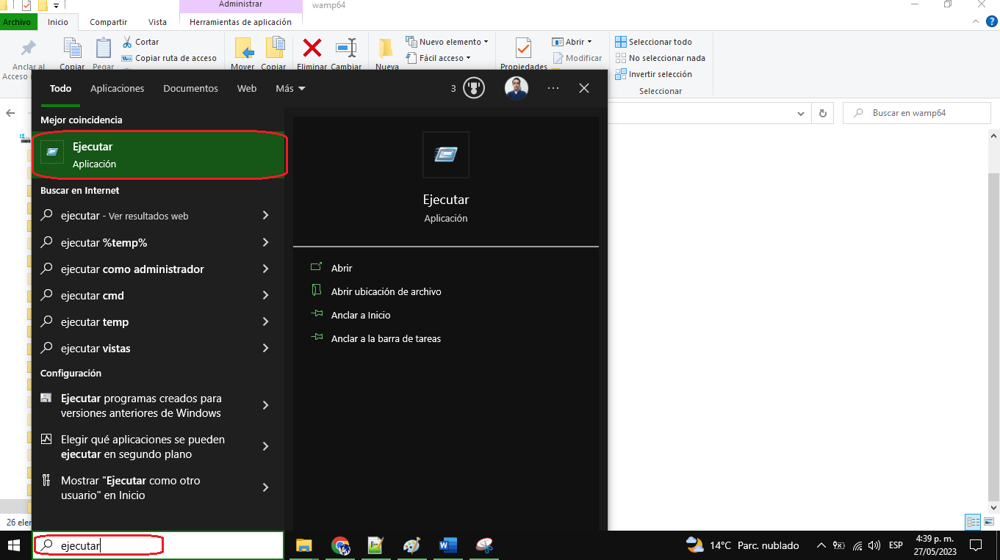 Administrar
wamp64
Archivo
Inicio
Compartir
Vista
Herramientas de aplicación
Anclar al
Acceso
Copiar
Pegar
Cortar
Copiar ruta de acceso
Mover
Copiar
Eliminar
Cambiar
Nueva
Nuevo elemento
Fácil acceso
Propiedades
Abrir
Modificar
Seleccionar todo
No seleccionar nada
Invertir selección
Seleccionar
Buscar en wamp64
Todo
Aplicaciones
Documentos
Web
Más
3
Mejor coincidencia
Ejecutar
Aplicación
Buscar en Internet
ejecutar - Ver resultados web
ejecutar %temp%
ejecutar como administrador
ejecutar cmd
ejecutar temp
ejecutar vistas
Configuración
Ejecutar programas creados para
versiones anteriores de Windows
Elegir qué aplicaciones se pueden
ejecutar en segundo plano
Mostrar "Ejecutar como otro
usuario" en Inicio
Ejecutar
Aplicación
Abrir
Abrir ubicación de archivo
Anclar a Inicio
Anclar a la barra de tareas
26
ejecutar
14°C Parc. nublado
ESP
4:39 p. m.
27/05/2023